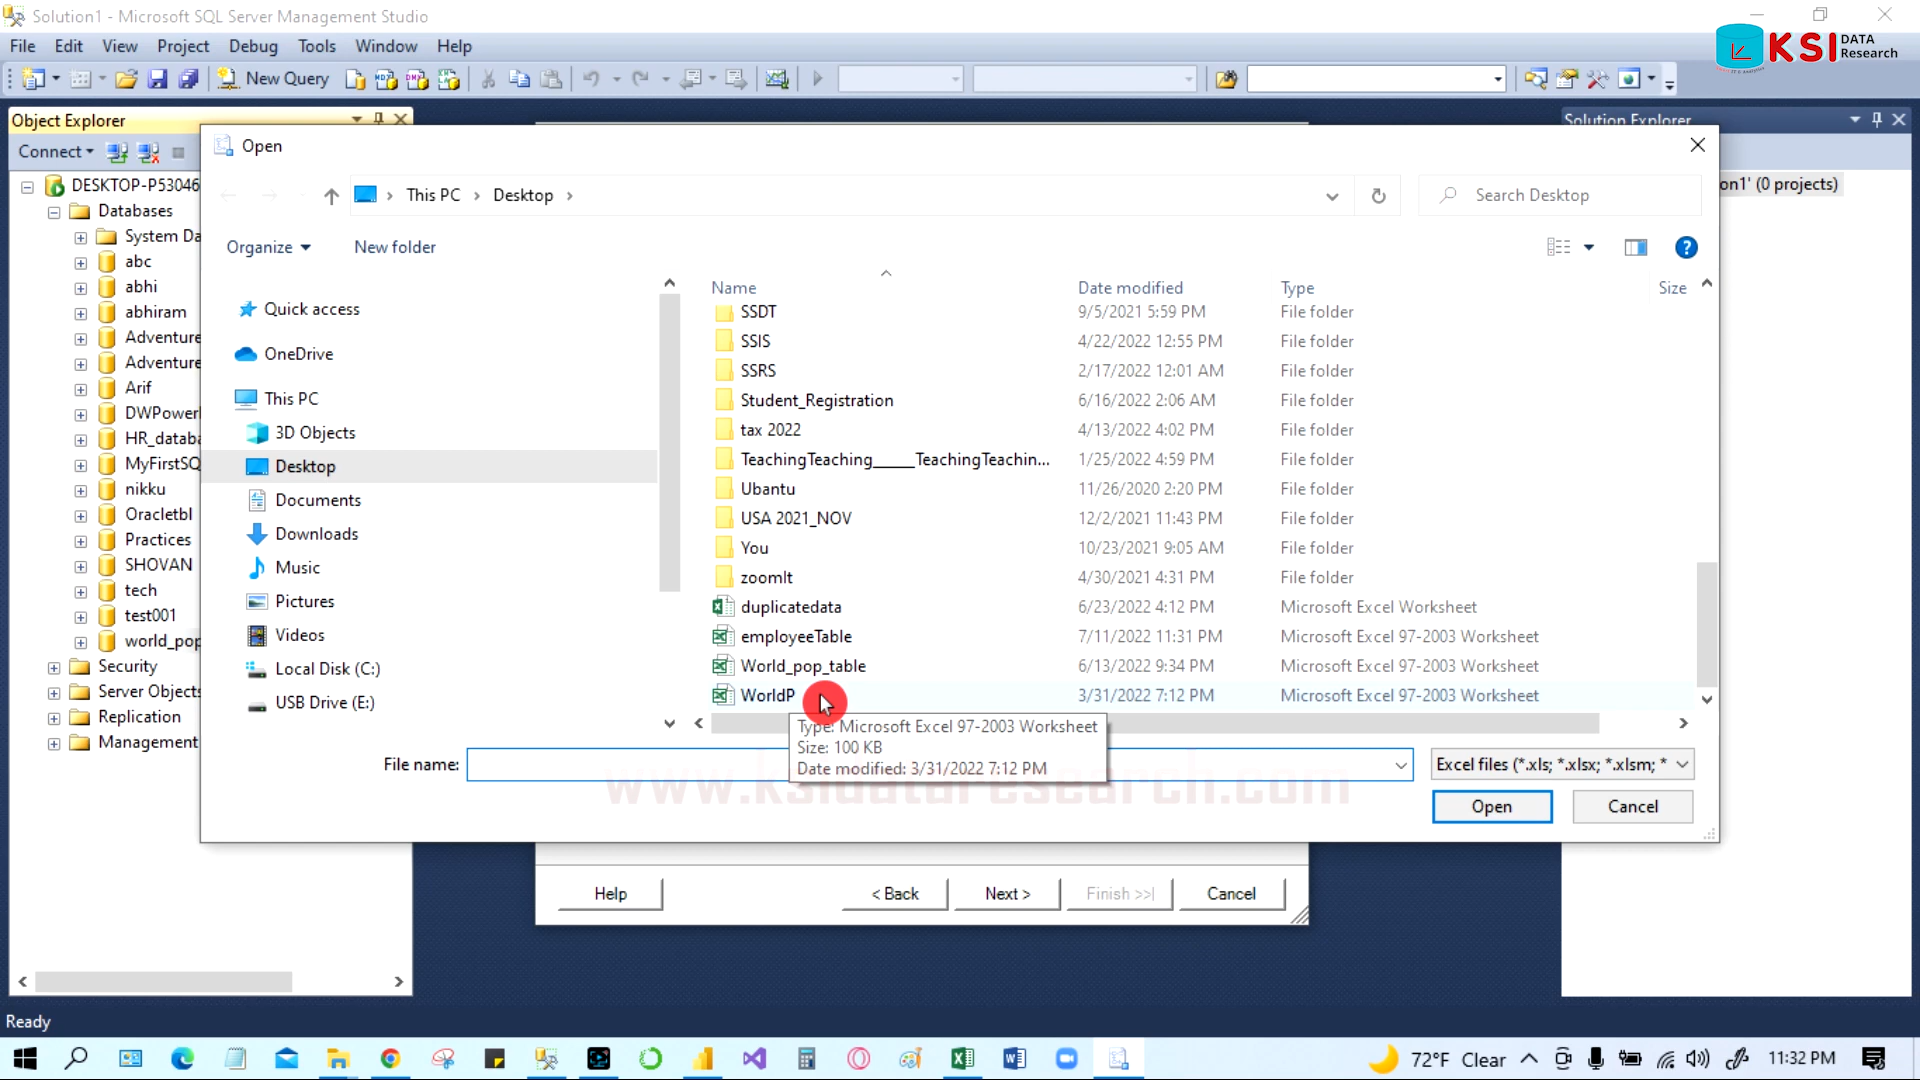 Solution1 - Microsoft SQL Server Management Studio
File Edit View Project Debug Tools Window Help
KSI DATA Research
New Query
Object Explorer
Solution Explorer
Connect
DESKTOP-P53046
Databases
System Da
abc
abhi
abhiram
Adventure
Adventure
Arif
DWPowerl
HR_databa
MyFirstSQ
nikku
Oracletbl
Practices
SHOVAN
tech
test001
world_pop
Security
Server Objects
Replication
Management
on1' (0 projects)
Open
This PC > Desktop >
Search Desktop
Organize New folder
Quick access
OneDrive
This PC
3D Objects
Desktop
Documents
Downloads
Music
Pictures
Videos
Local Disk (C:)
USB Drive (E:)
Name Date modified Type Size
SSDT 9/5/2021 5:59 PM File folder
SSIS 4/22/2022 12:55 PM File folder
SSRS 2/17/2022 12:01 AM File folder
Student_Registration 6/16/2022 2:06 AM File folder
tax 2022 4/13/2022 4:02 PM File folder
TeachingTeaching_____TeachingTeachin... 1/25/2022 4:59 PM File folder
Ubantu 11/26/2020 2:20 PM File folder
USA 2021_NOV 12/2/2021 11:43 PM File folder
You 10/23/2021 9:05 AM File folder
zoomIt 4/30/2021 4:31 PM File folder
duplicatedata 6/23/2022 4:12 PM Microsoft Excel Worksheet
employeeTable 7/11/2022 11:31 PM Microsoft Excel 97-2003 Worksheet
World_pop_table 6/13/2022 9:34 PM Microsoft Excel 97-2003 Worksheet
WorldP 3/31/2022 7:12 PM Microsoft Excel 97-2003 Worksheet
Type: Microsoft Excel 97-2003 Worksheet
Size: 100 KB
Date modified: 3/31/2022 7:12 PM
File name: Excel files (*.xls; *.xlsx; *.xlsm; *
www.ksidataresearch.com
Open Cancel
Help < Back Next > Finish >>| Cancel
Ready
72°F Clear 11:32 PM